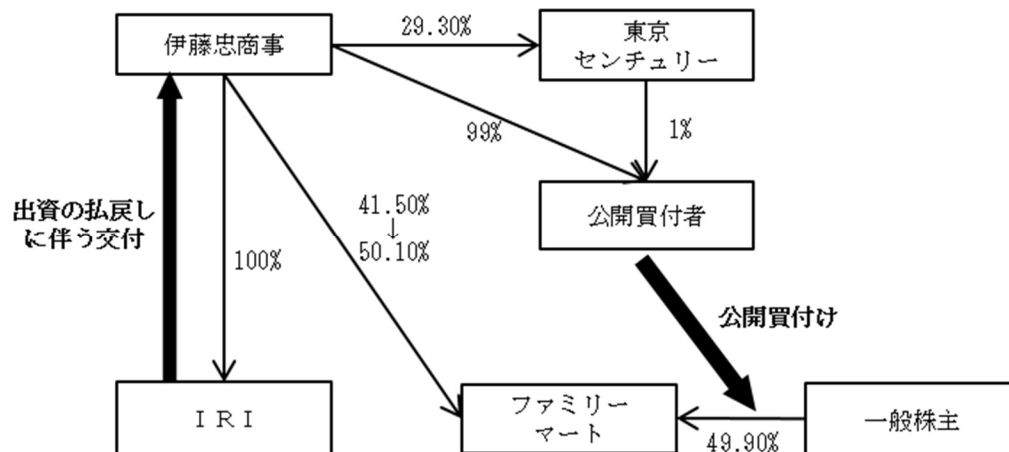 伊藤忠商事
29.30%
東京
センチュリー
99%
1%
公開買付者
出資の払戻し
に伴う交付
41.50%
↓
50.10%
100%
公開買付け
ＩＲＩ
ファミリー
マート
49.90%
一般株主